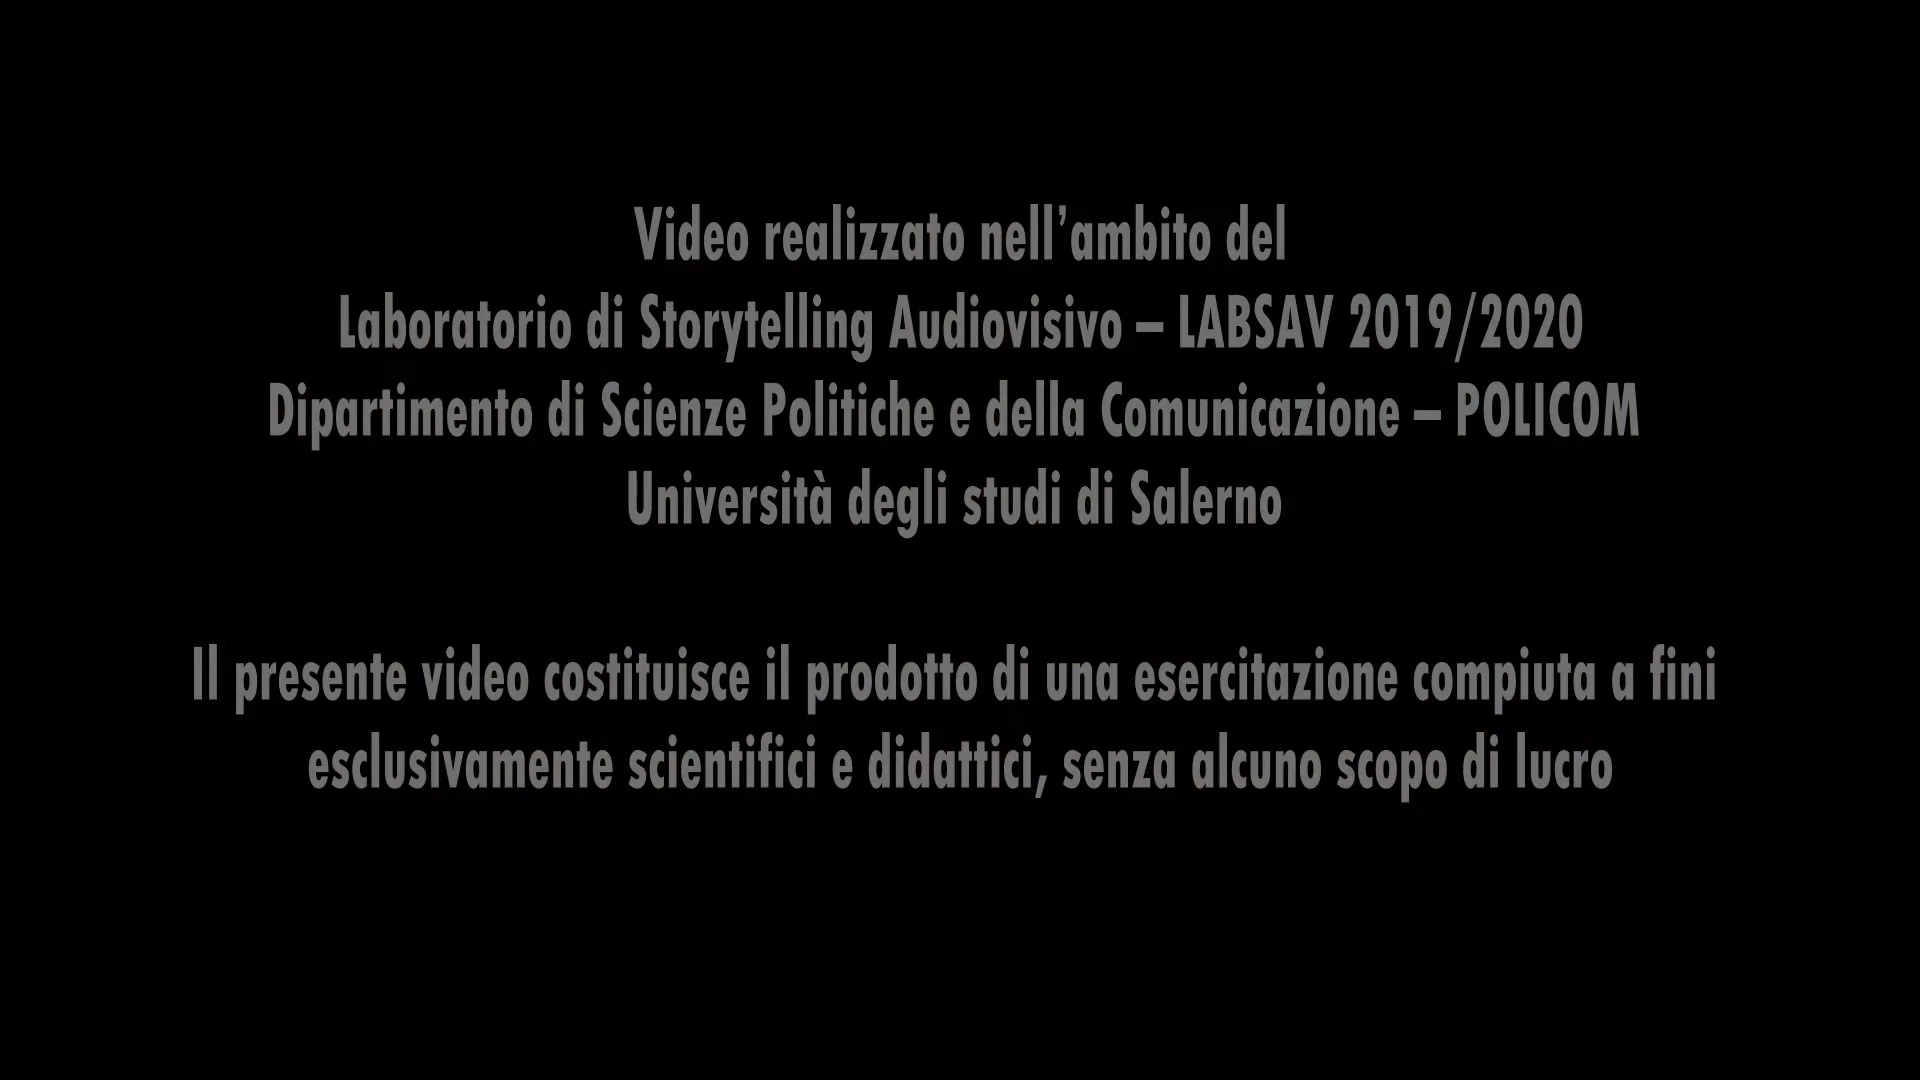 Video realizzato nell’ambito del
Laboratorio di Storytelling Audiovisivo – LABSAV 2019/2020
Dipartimento di Scienze Politiche e della Comunicazione – POLICOM
Università degli studi di Salerno
Il presente video costituisce il prodotto di una esercitazione compiuta a fini
esclusivamente scientifici e didattici, senza alcuno scopo di lucro